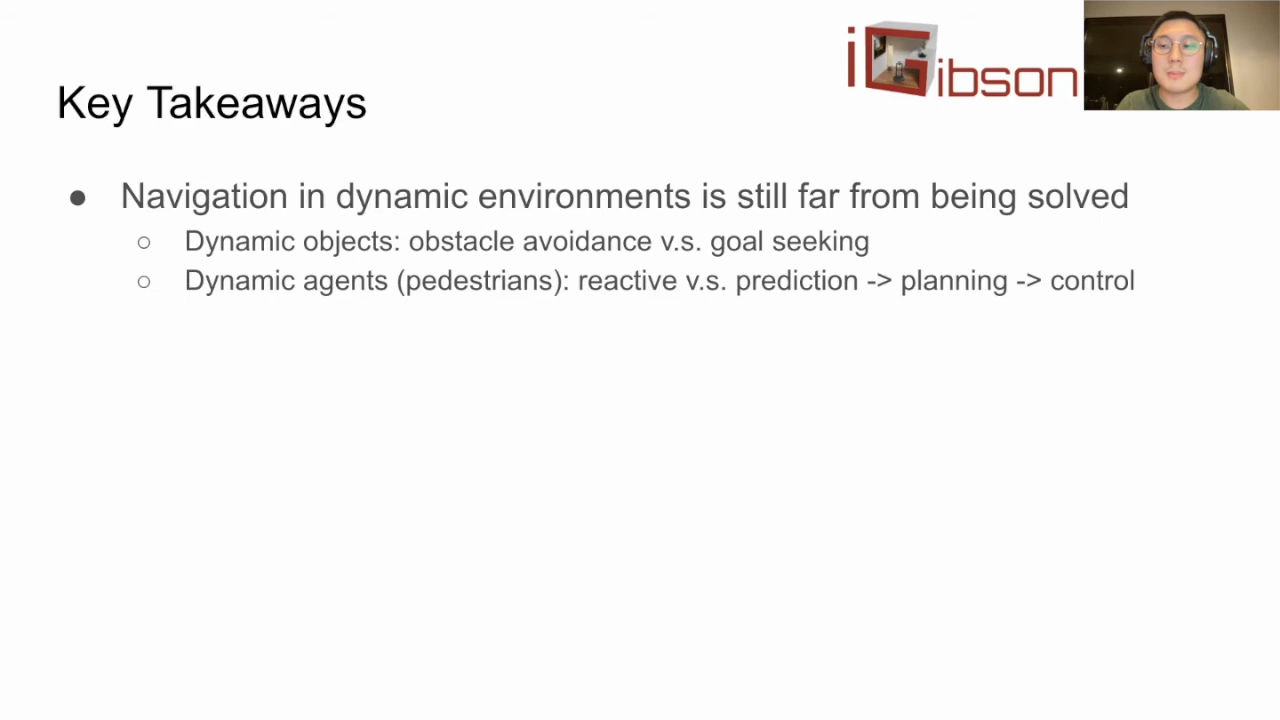 iGibson
Key Takeaways
● Navigation in dynamic environments is still far from being solved
○ Dynamic objects: obstacle avoidance v.s. goal seeking
○ Dynamic agents (pedestrians): reactive v.s. prediction -> planning -> control